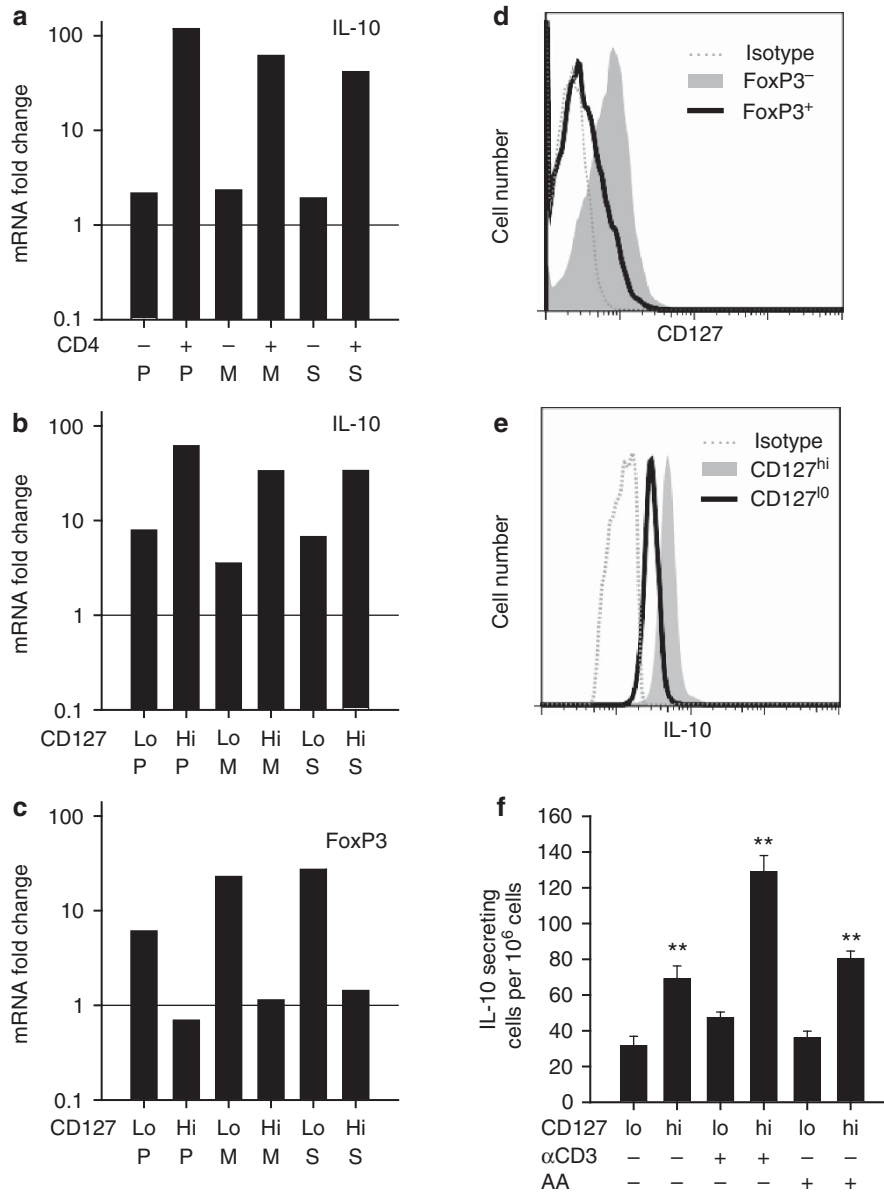 a
IL-10
mRNA fold change
100
10
1
0.1
CD4 – + – + – +
P P M M S S
b
IL-10
mRNA fold change
100
10
1
0.1
CD127 Lo Hi Lo Hi Lo Hi
P P M M S S
c
FoxP3
mRNA fold change
100
10
1
0.1
CD127 Lo Hi Lo Hi Lo Hi
P P M M S S
d
Isotype
FoxP3–
FoxP3+
Cell number
CD127
e
Isotype
CD127hi
CD127l0
Cell number
IL-10
f
IL-10 secreting
cells per 10^6 cells
160
140
120
100
80
60
40
20
0
**
**
**
CD127 lo hi lo hi lo hi
αCD3 – – + + – –
AA – – – – + +